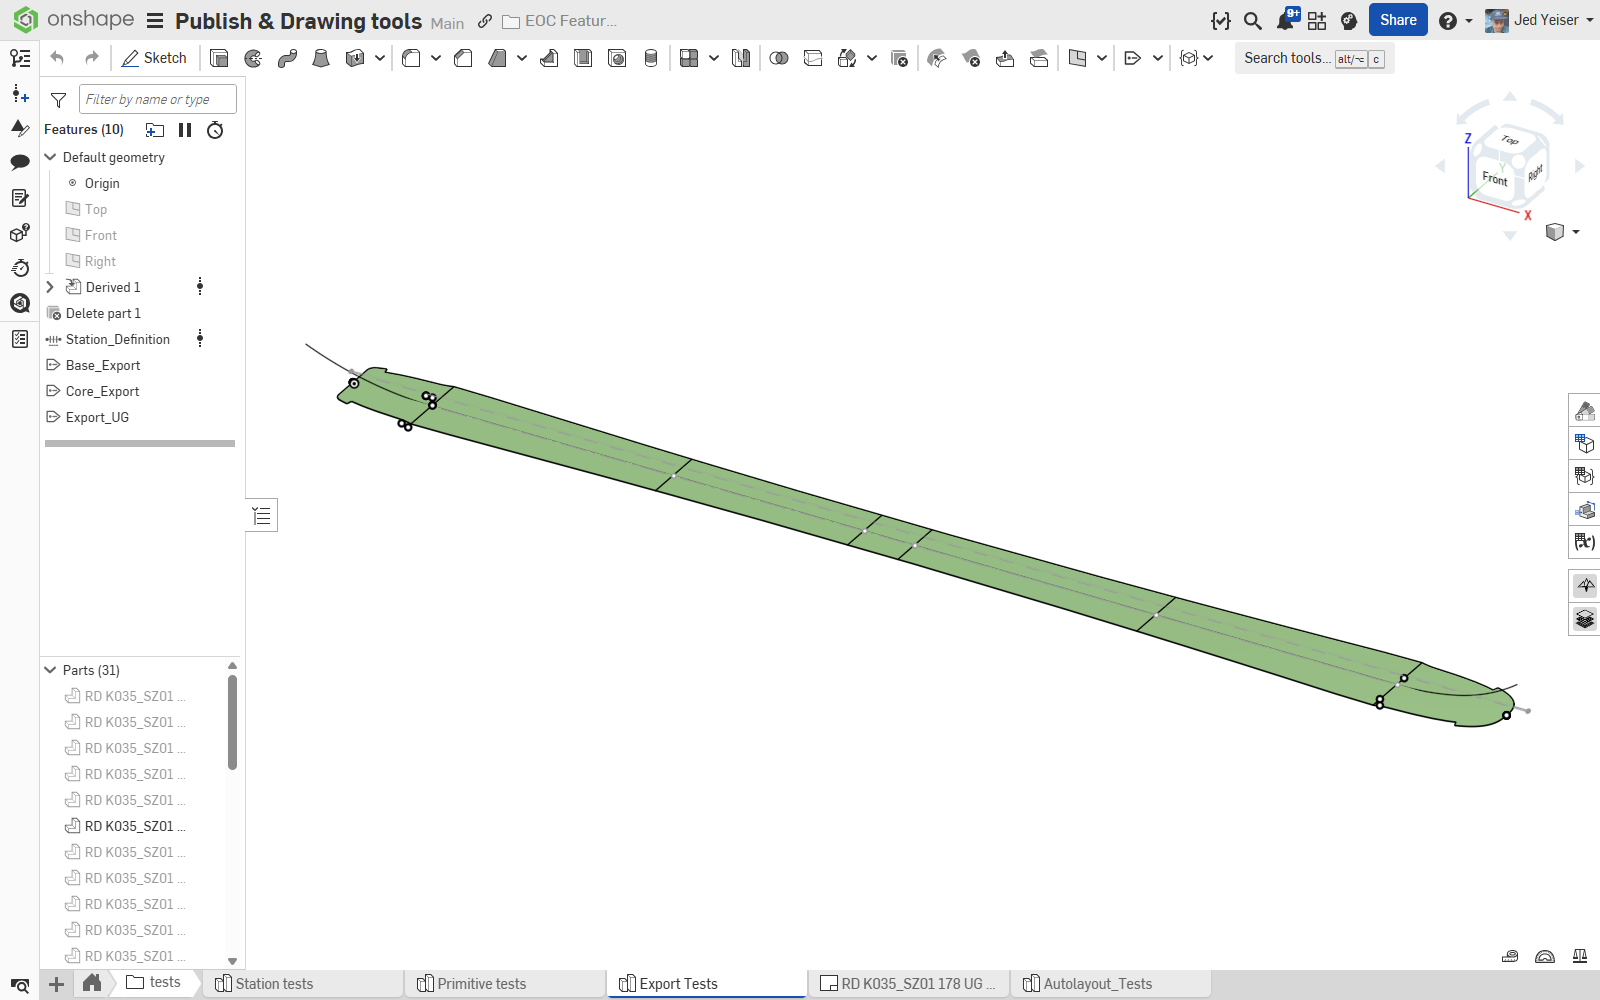 onshape
Publish & Drawing tools Main EOC Featur...
9+
Share
Jed Yeiser
Sketch
Search tools... alt/⌥ c
Filter by name or type
Features (10)
Default geometry
Origin
Top
Front
Right
Derived 1
Delete part 1
Station_Definition
Base_Export
Core_Export
Export_UG
Z
Top
Y
Front
Right
X
Parts (31)
RD K035_SZ01 ...
RD K035_SZ01 ...
RD K035_SZ01 ...
RD K035_SZ01 ...
RD K035_SZ01 ...
RD K035_SZ01 ...
RD K035_SZ01 ...
RD K035_SZ01 ...
RD K035_SZ01 ...
RD K035_SZ01 ...
RD K035_SZ01 ...
tests
Station tests
Primitive tests
Export Tests
RD K035_SZ01 178 UG ...
Autolayout_Tests